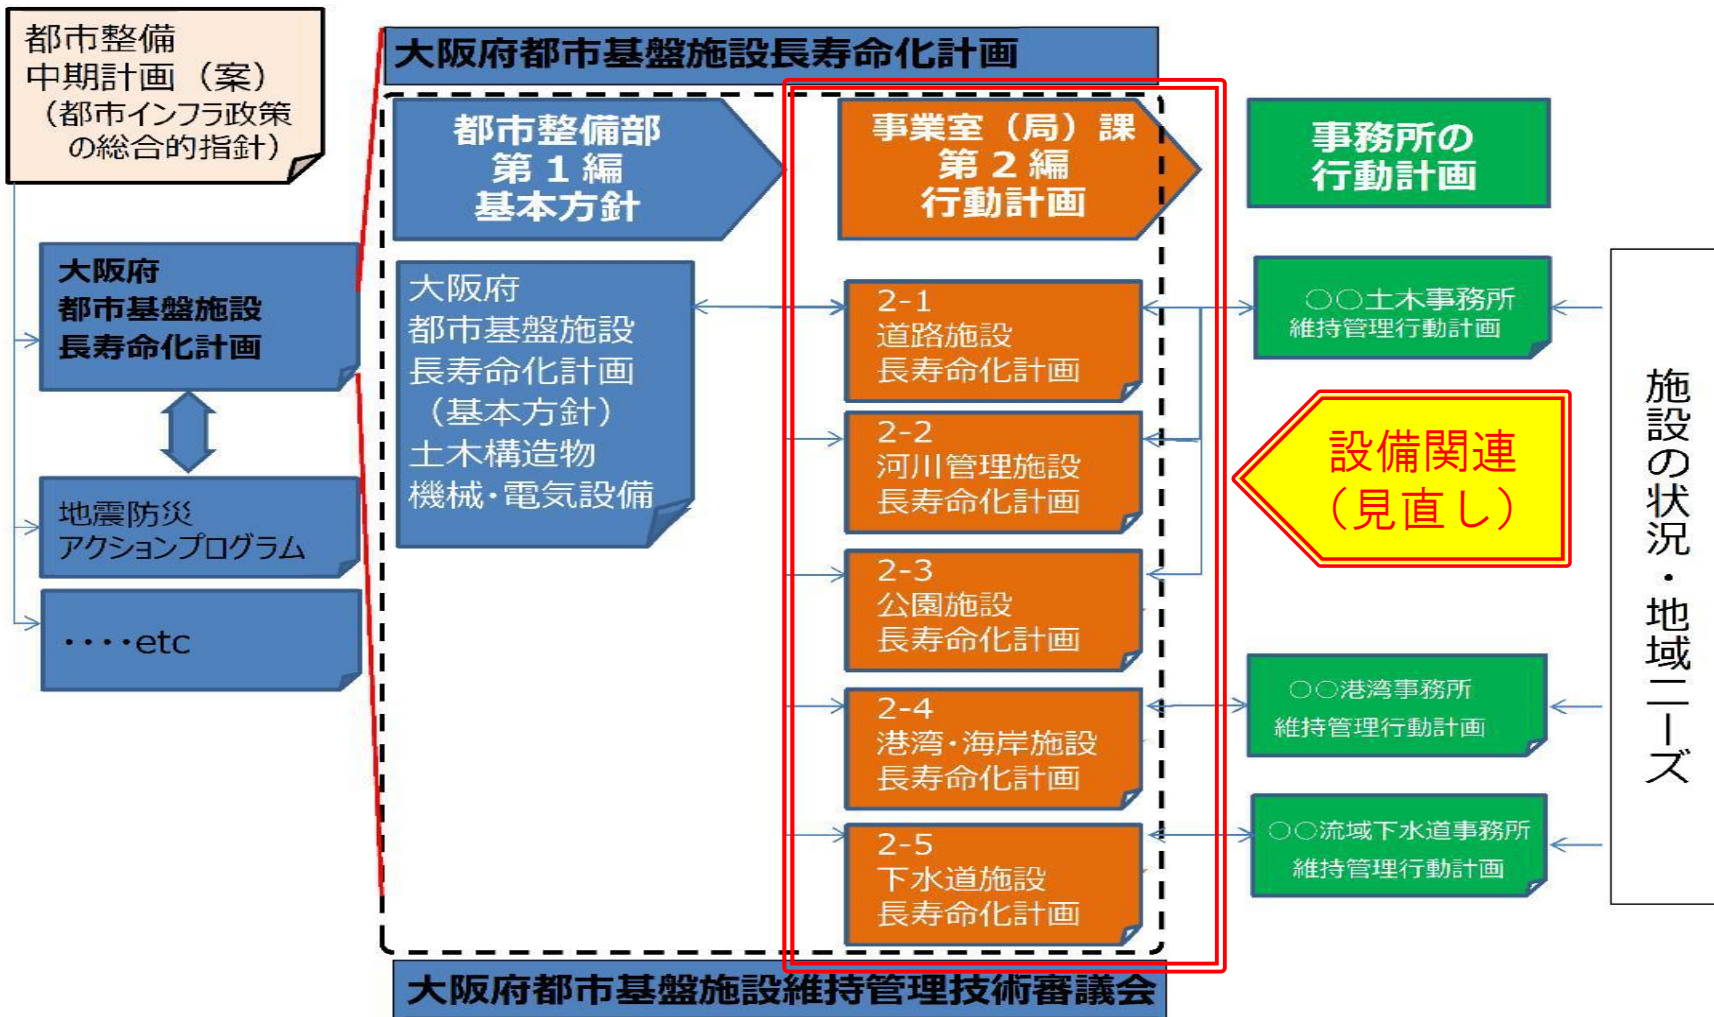 都市整備
中期計画（案）
（都市インフラ政策
の総合的指針）
大阪府
都市基盤施設
長寿命化計画
地震防災
アクションプログラム
････etc
大阪府都市基盤施設長寿命化計画
都市整備部
第１編
基本方針
大阪府
都市基盤施設
長寿命化計画
（基本方針）
土木構造物
機械・電気設備
事業室（局）課
第２編
行動計画
2-1
道路施設
長寿命化計画
2-2
河川管理施設
長寿命化計画
2-3
公園施設
長寿命化計画
2-4
港湾・海岸施設
長寿命化計画
2-5
下水道施設
長寿命化計画
大阪府都市基盤施設維持管理技術審議会
事務所の
行動計画
○○土木事務所
維持管理行動計画
設備関連
（見直し）
○○港湾事務所
維持管理行動計画
○○流域下水道事務所
維持管理行動計画
施設の状況・地域ニーズ